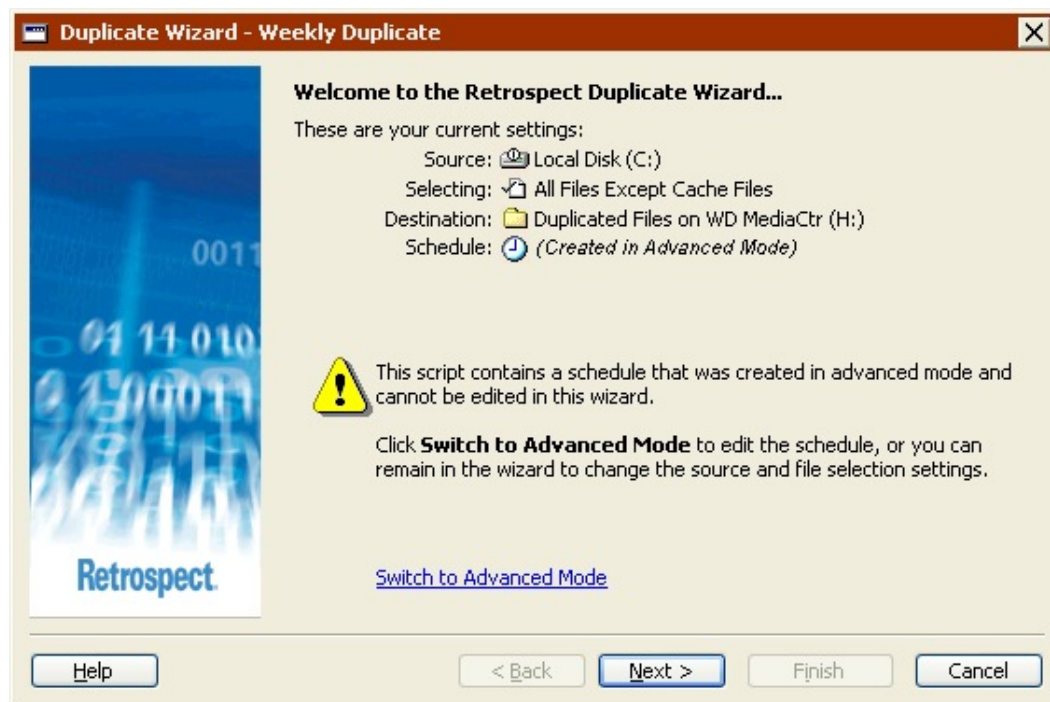 Duplicate Wizard - Weekly Duplicate
Welcome to the Retrospect Duplicate Wizard...
These are your current settings:
Source: Local Disk (C:)
Selecting: All Files Except Cache Files
Destination: Duplicated Files on WD MediaCtr (H:)
Schedule: (Created in Advanced Mode)
0011
01 11 010
This script contains a schedule that was created in advanced mode and
cannot be edited in this wizard.
Click Switch to Advanced Mode to edit the schedule, or you can
remain in the wizard to change the source and file selection settings.
Retrospect.
Switch to Advanced Mode
Help
< Back
Next >
Finish
Cancel